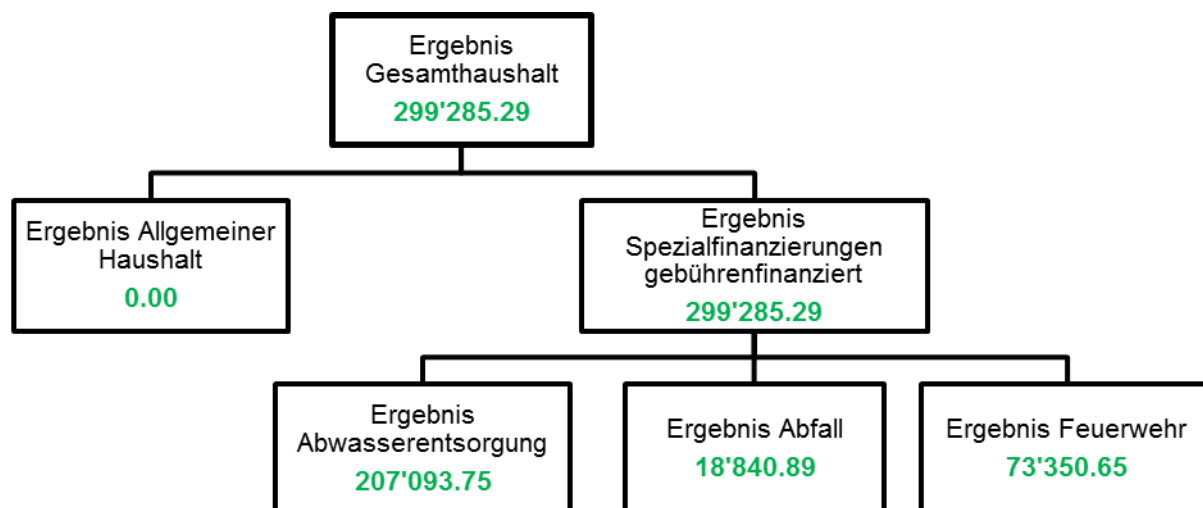 Ergebnis
Gesamthaushalt
299'285.29
Ergebnis Allgemeiner
Haushalt
0.00
Ergebnis
Spezialfinanzierungen
gebührenfinanziert
299'285.29
Ergebnis
Abwasserentsorgung
207'093.75
Ergebnis Abfall
18'840.89
Ergebnis Feuerwehr
73'350.65